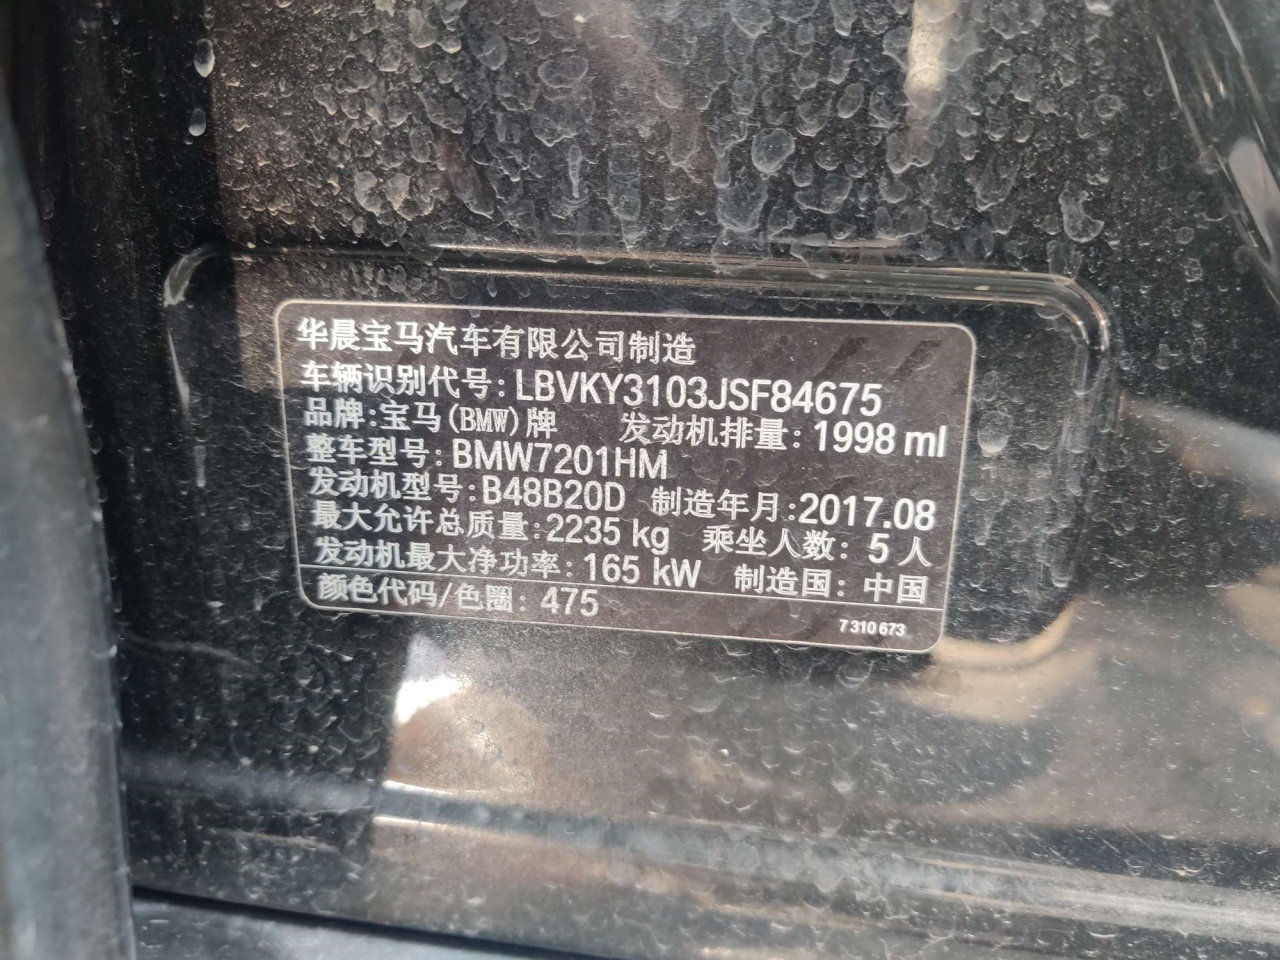 华晨宝马汽车有限公司制造
车辆识别代号: LBVKY3103JSF84675
品牌:宝马(BMW)牌 发动机排量: 1998 ml
整车型号: BMW7201HM
发动机型号: B48B20D 制造年月:2017.08
最大允许总质量:2235 kg 乘坐人数: 5 人
发动机最大净功率: 165 kW 制造国: 中国
颜色代码/色圈: 475
7 310 673